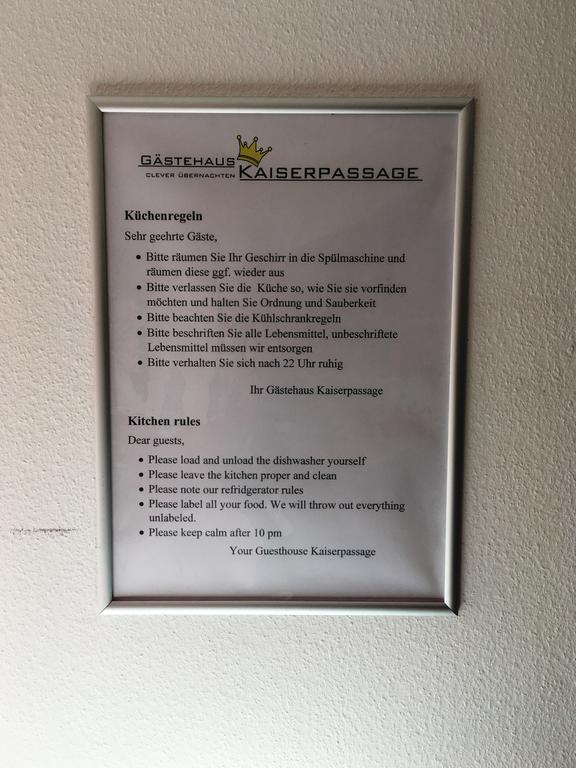 GÄSTEHAUS
CLEVER ÜBERNACHTEN KAISERPASSAGE
Küchenregeln
Sehr geehrte Gäste,
• Bitte räumen Sie Ihr Geschirr in die Spülmaschine und
räumen diese ggf. wieder aus
• Bitte verlassen Sie die Küche so, wie Sie sie vorfinden
möchten und halten Sie Ordnung und Sauberkeit
• Bitte beachten Sie die Kühlschrankregeln
• Bitte beschriften Sie alle Lebensmittel, unbeschriftete
Lebensmittel müssen wir entsorgen
• Bitte verhalten Sie sich nach 22 Uhr ruhig
Ihr Gästehaus Kaiserpassage
Kitchen rules
Dear guests,
• Please load and unload the dishwasher yourself
• Please leave the kitchen proper and clean
• Please note our refridgerator rules
• Please label all your food. We will throw out everything
unlabeled.
• Please keep calm after 10 pm
Your Guesthouse Kaiserpassage